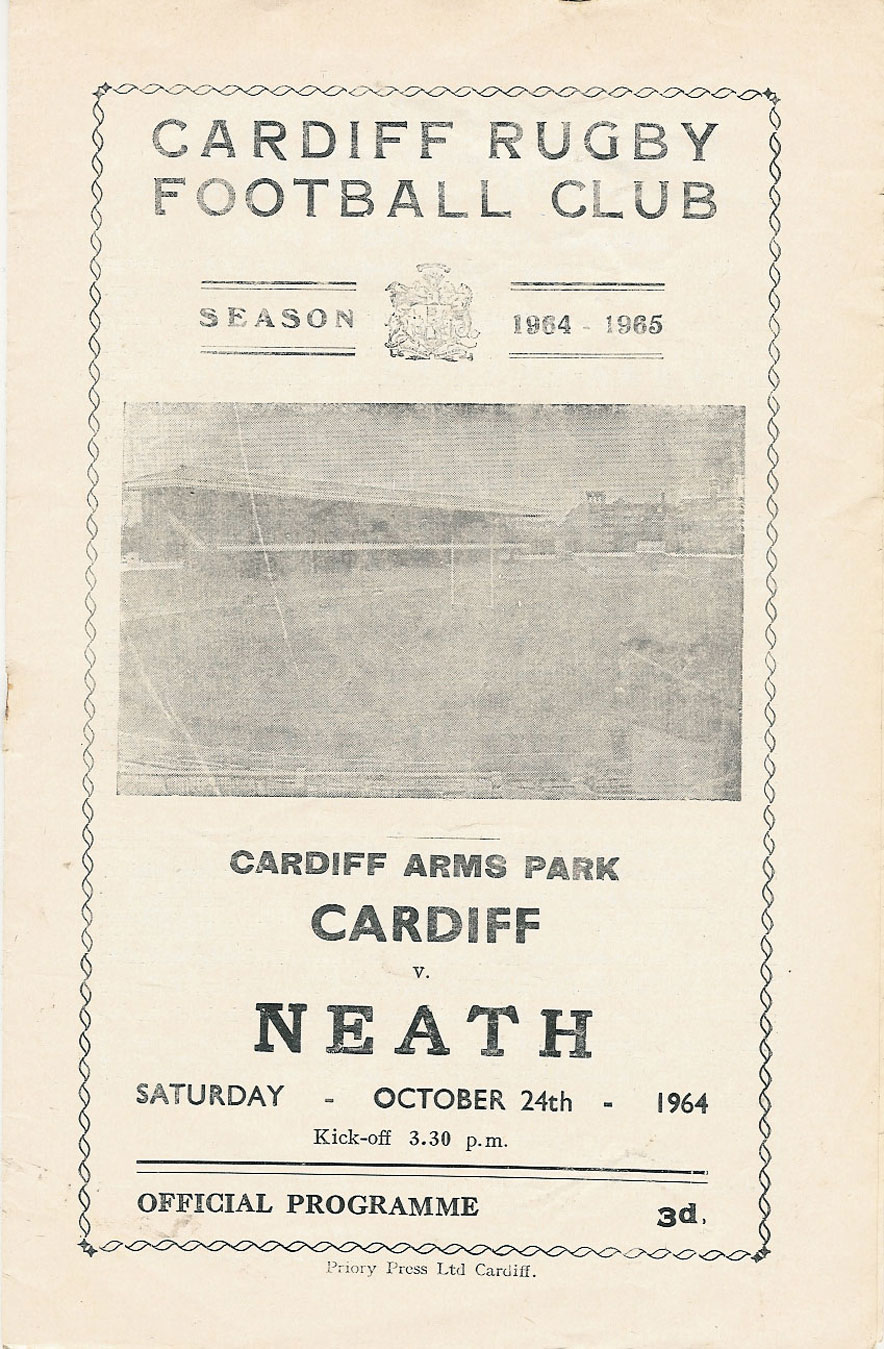 CARDIFF RUGBY
FOOTBALL CLUB
SEASON 1964 - 1965
CARDIFF ARMS PARK
CARDIFF
v.
NEATH
SATURDAY - OCTOBER 24th - 1964
Kick-off 3.30 p.m.
OFFICIAL PROGRAMME 3d.
Priory Press Ltd Cardiff.